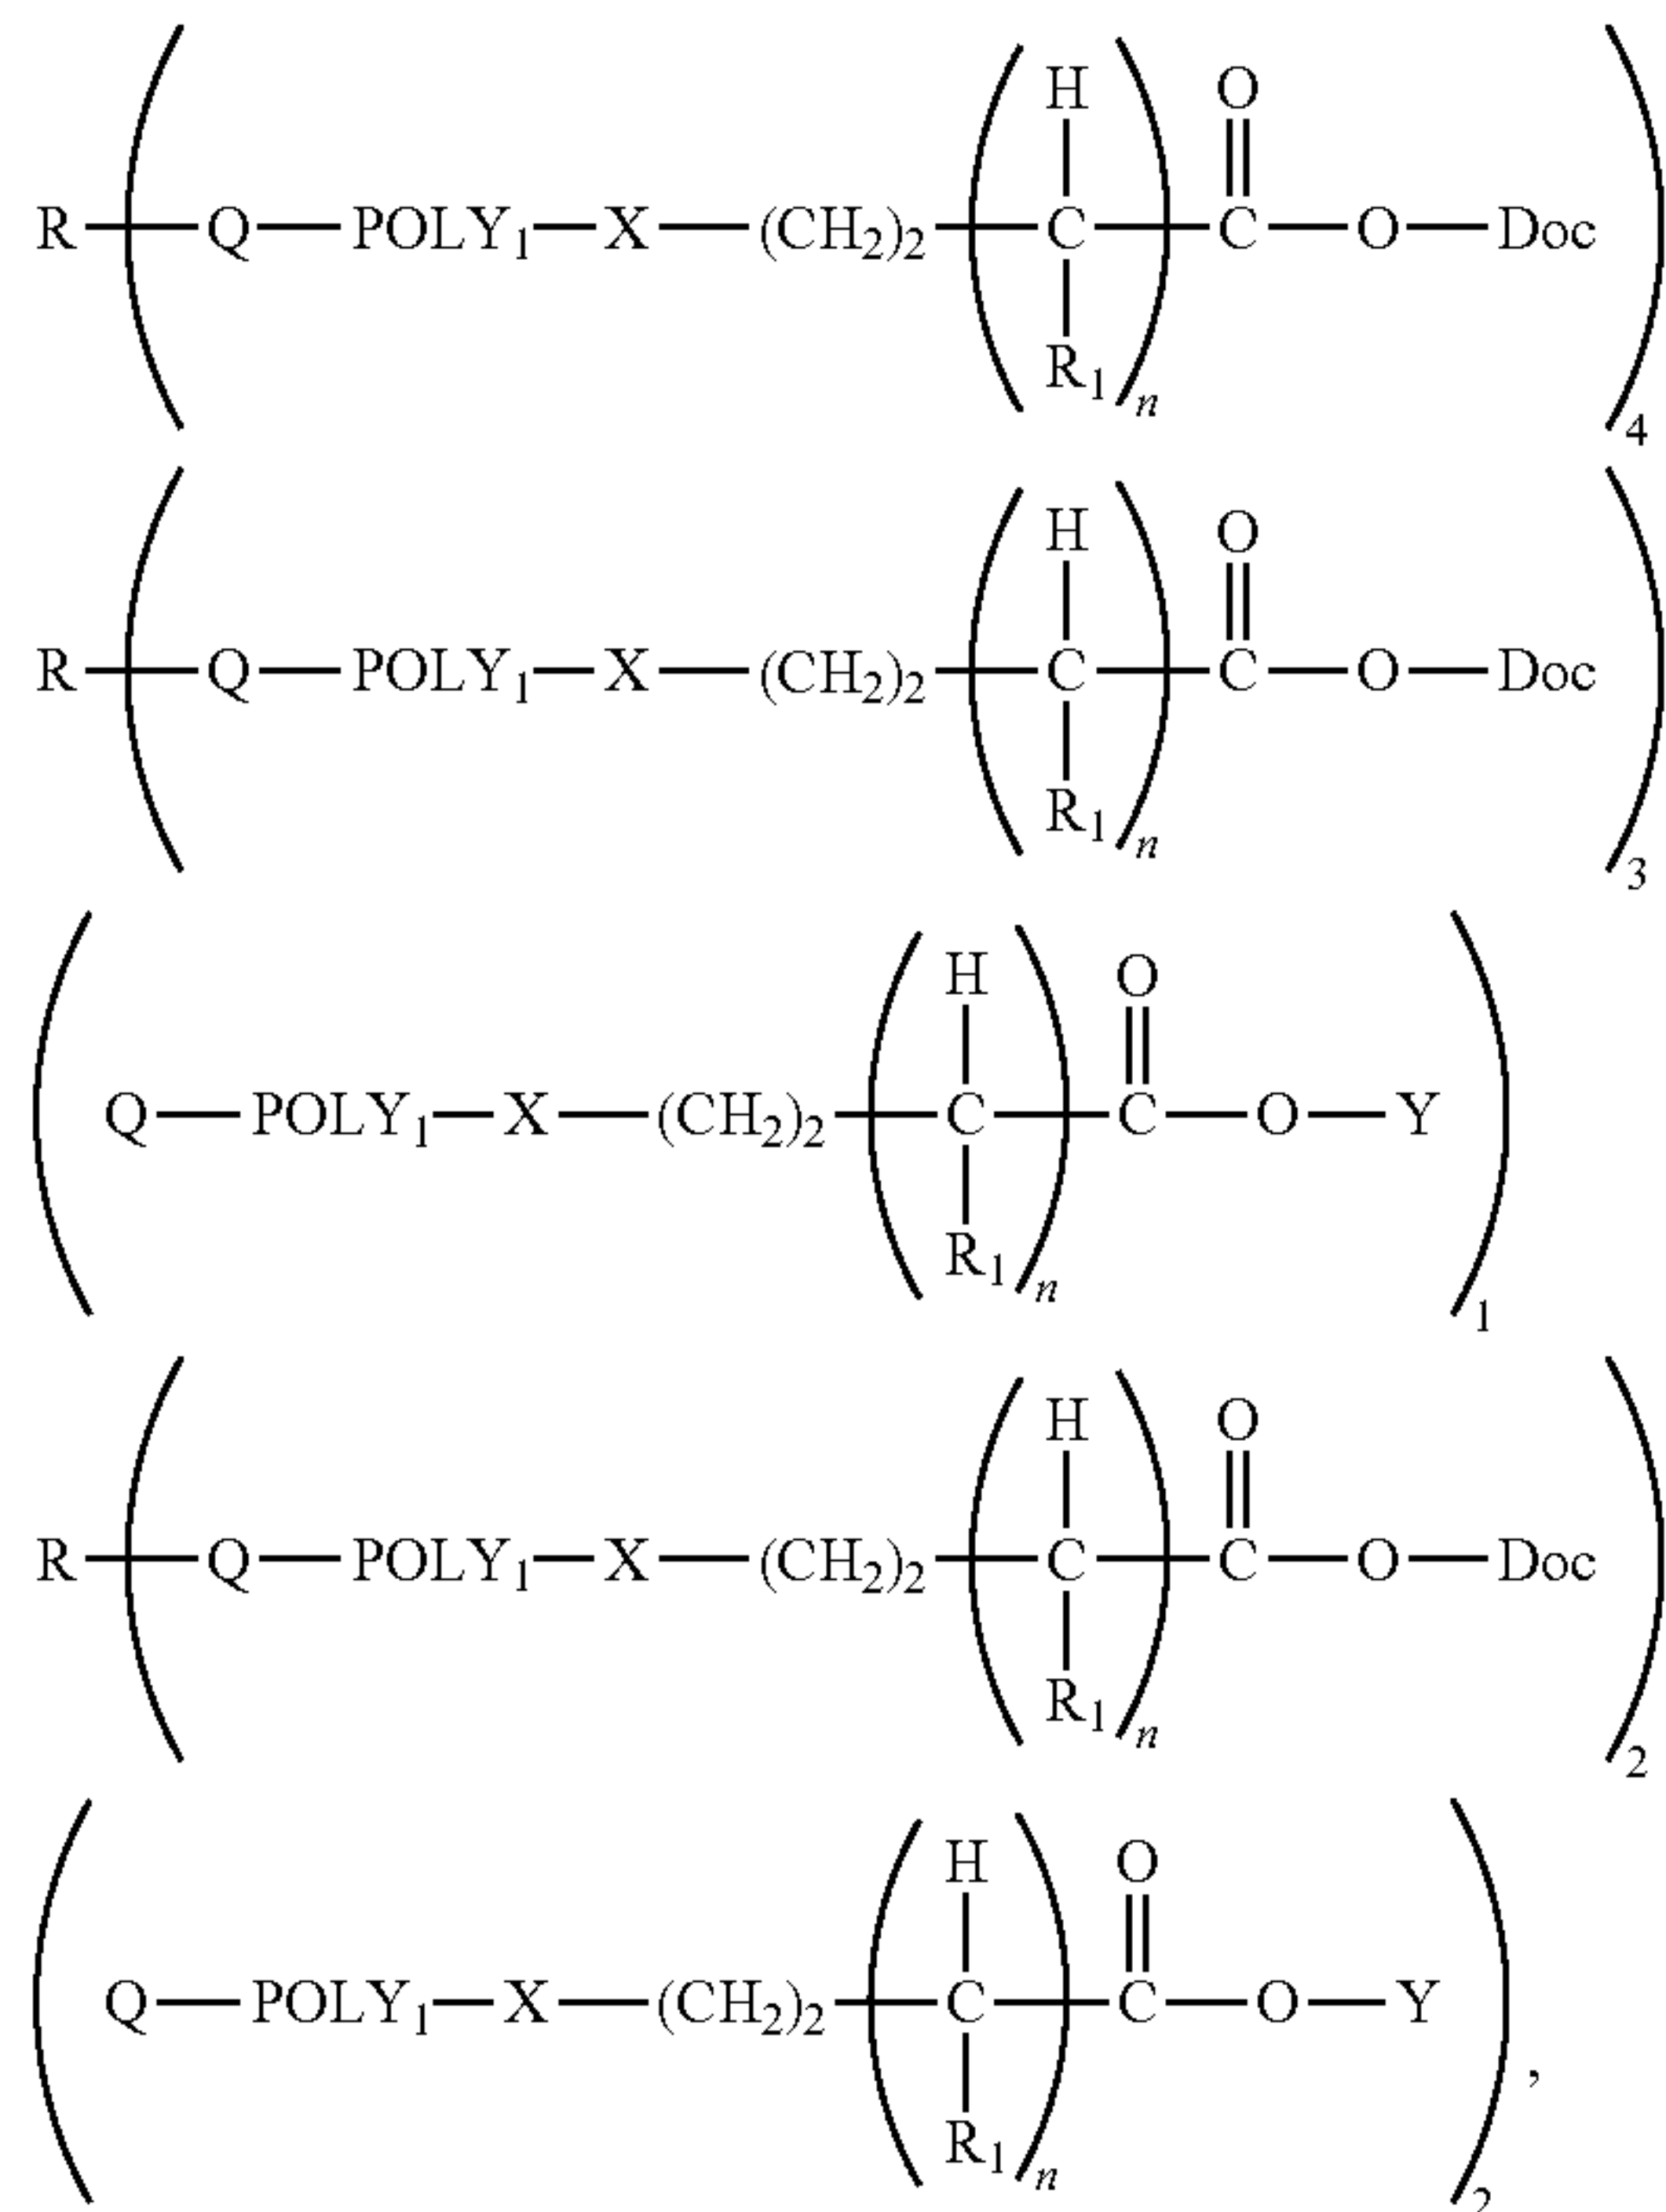 H O
R Q POLY₁ X (CH₂)₂ C C O Doc
R₁ n
4
H O
R Q POLY₁ X (CH₂)₂ C C O Doc
R₁ n
3
H O
Q POLY₁ X (CH₂)₂ C C O Y
R₁ n
1
H O
R Q POLY₁ X (CH₂)₂ C C O Doc
R₁ n
2
H O
Q POLY₁ X (CH₂)₂ C C O Y
,
R₁ n
2